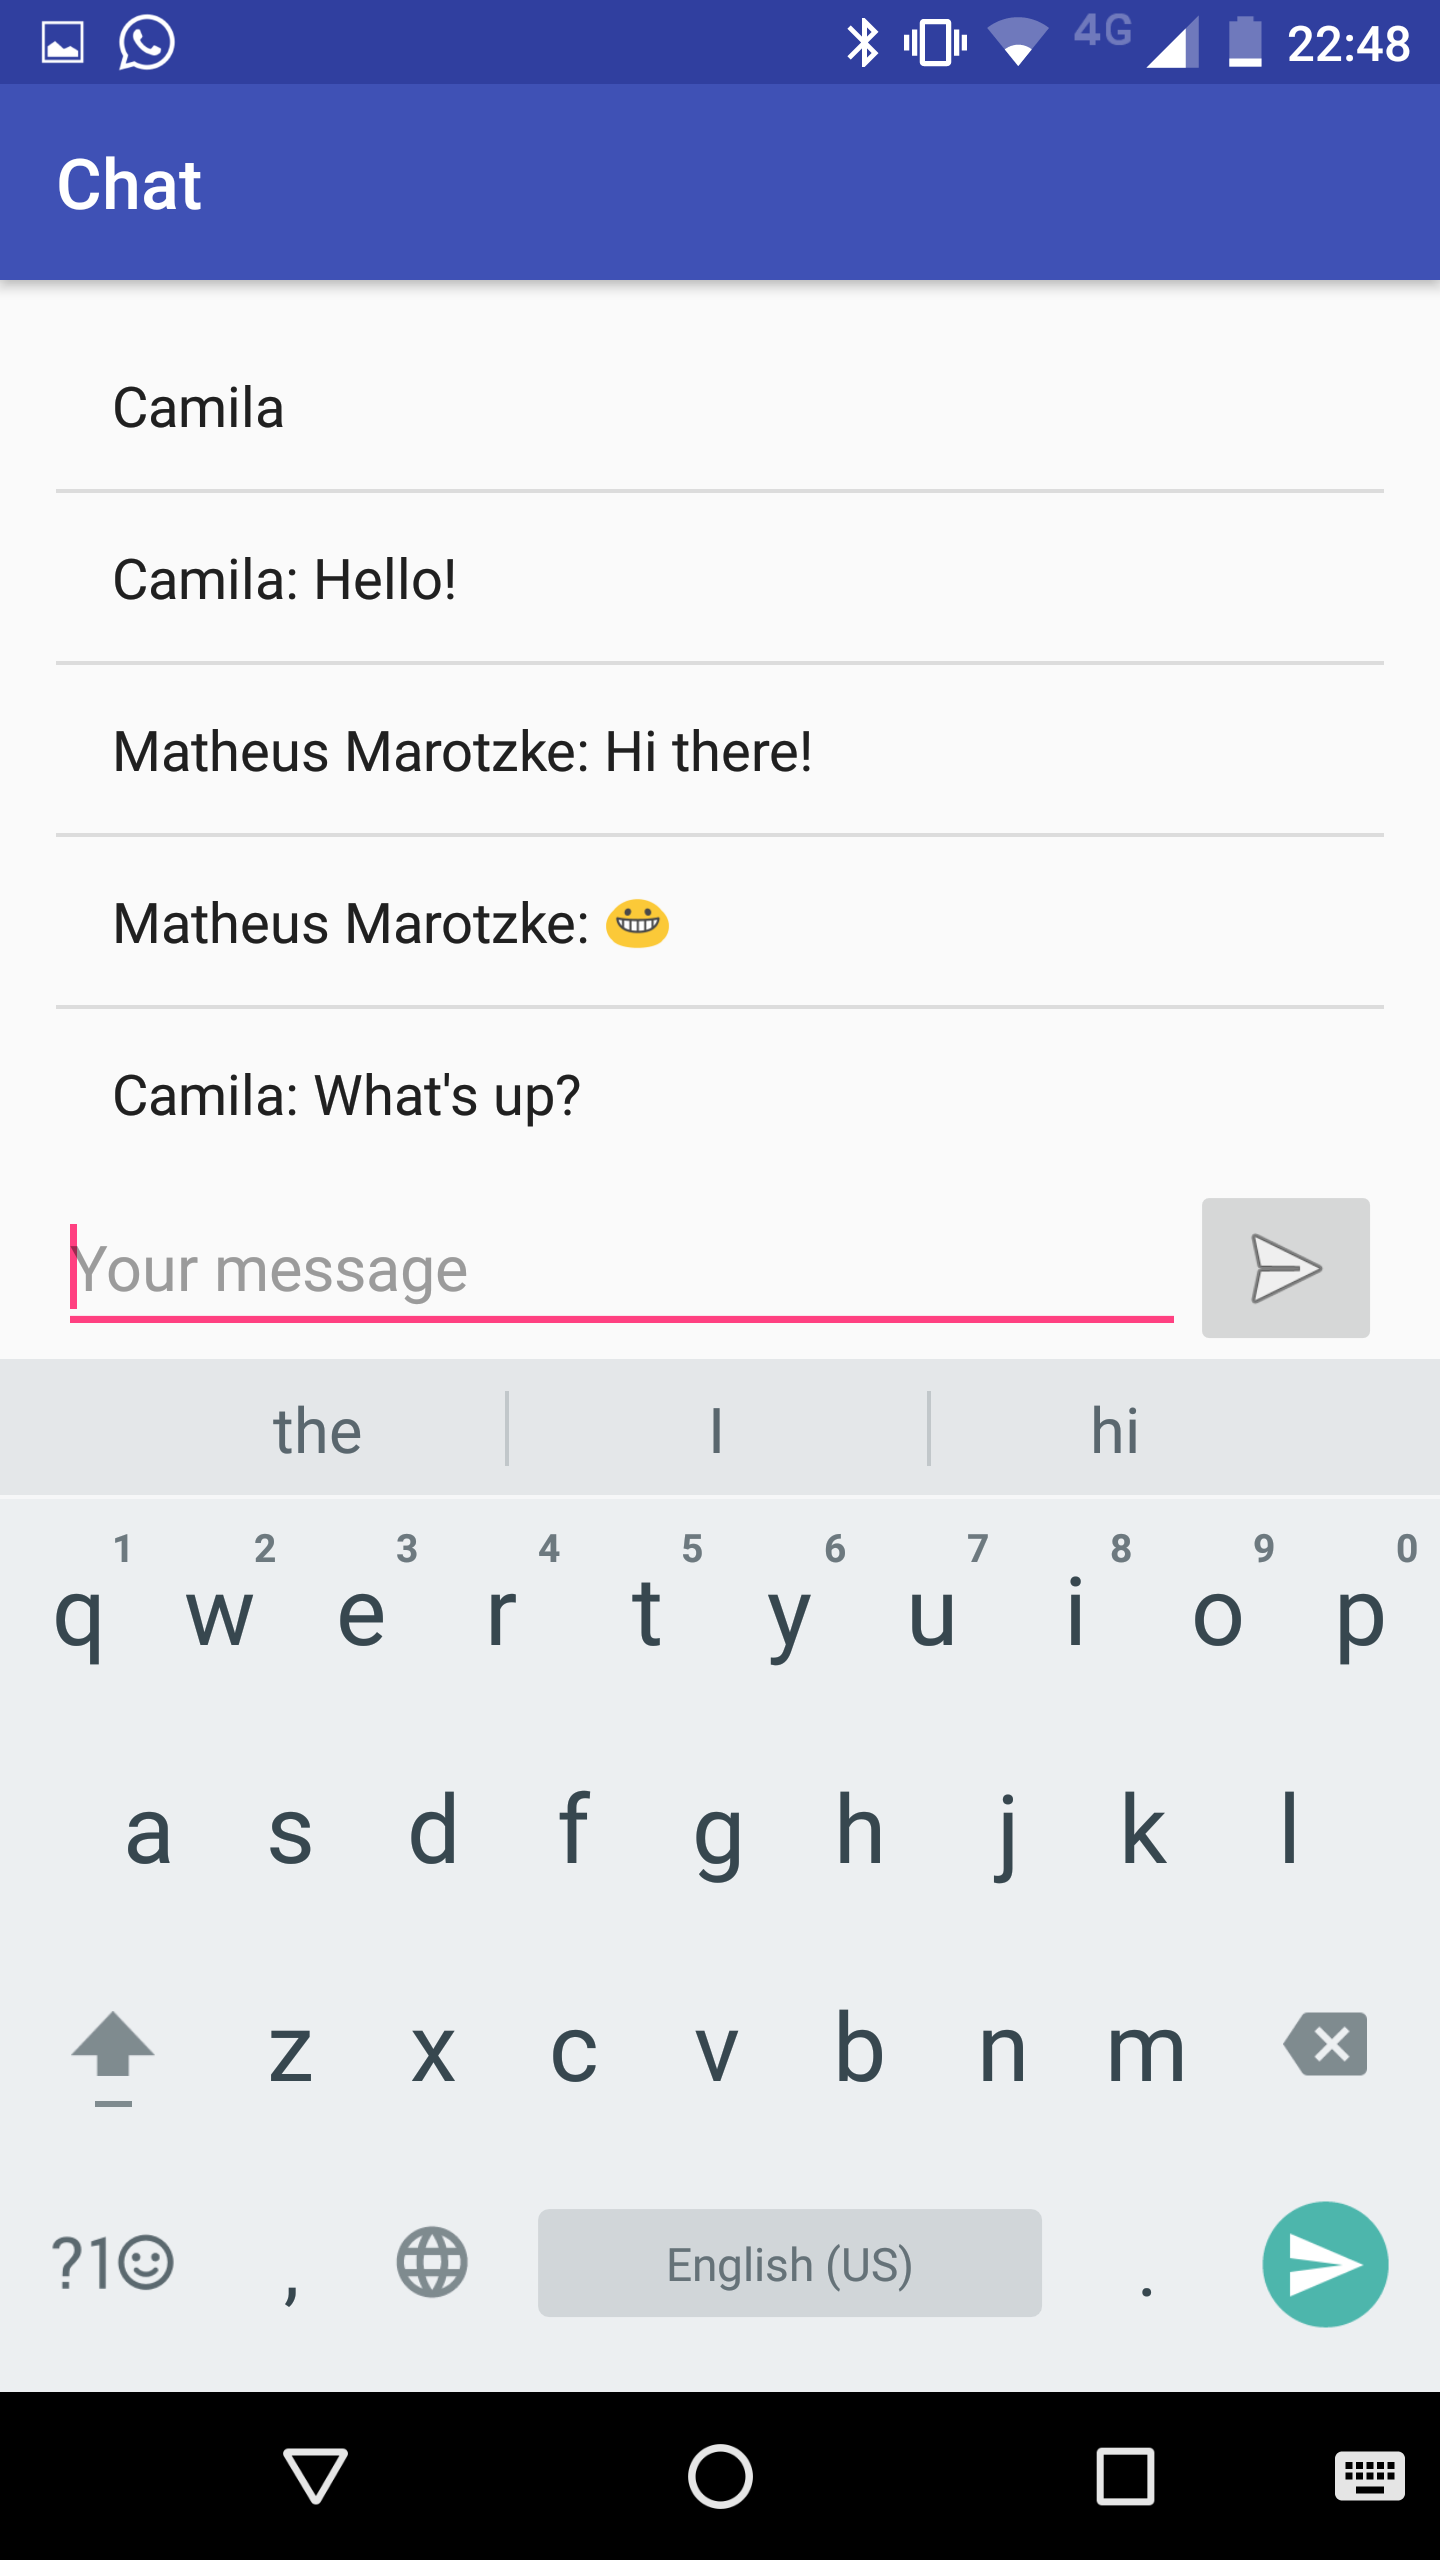 4G 22:48
Chat
Camila
Camila: Hello!
Matheus Marotzke: Hi there!
Matheus Marotzke: 😀
Camila: What's up?
Your message
the I hi
1 2 3 4 5 6 7 8 9 0
q w e r t y u i o p
a s d f g h j k l
z x c v b n m
?1☺ , English (US) .